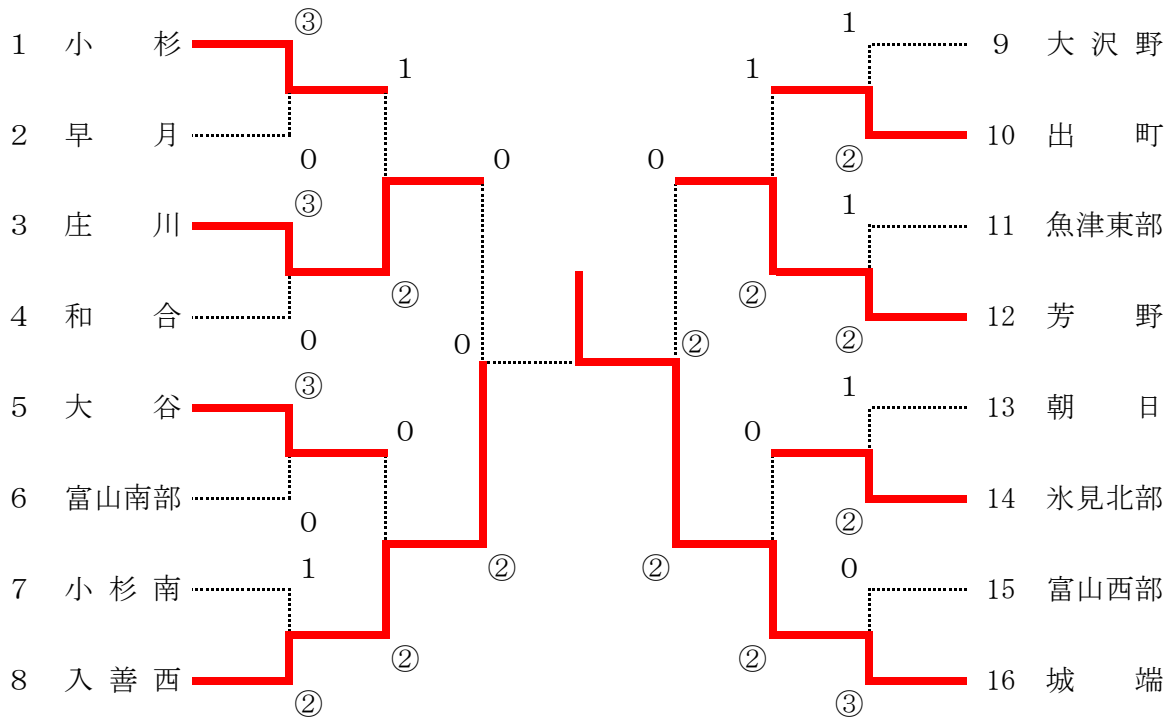 ③ 1
1 小 杉 9 大 沢 野
1 1
2 早 月 10 出 町
0 0 0 ②
③ 1
3 庄 川 11 魚津東部
② ②
4 和 合 12 芳 野
0 0 ② ②
③ 1
5 大 谷 13 朝 日
0 0
6 富山南部 14 氷見北部
0 ②
1 ② ② 0
7 小 杉 南 15 富山西部
② ②
8 入 善 西 16 城 端
② ③